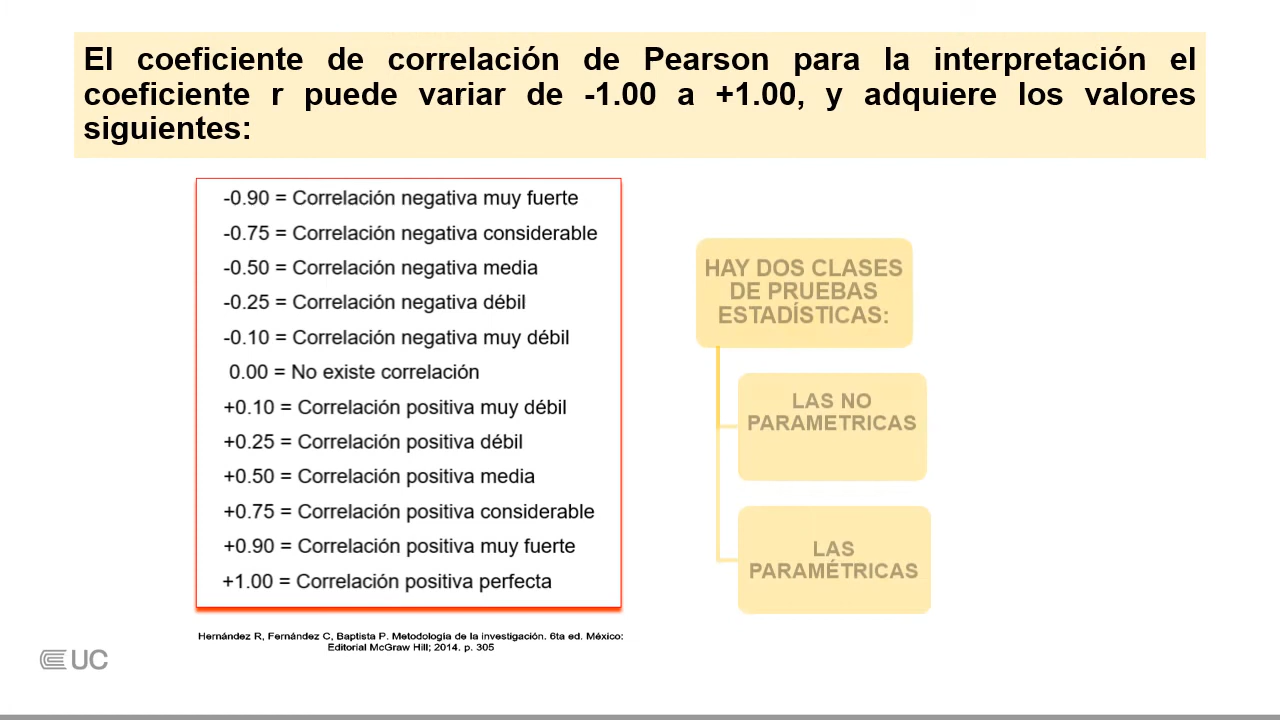 El coeficiente de correlación de Pearson para la interpretación el
coeficiente r puede variar de -1.00 a +1.00, y adquiere los valores
siguientes:
-0.90 = Correlación negativa muy fuerte
-0.75 = Correlación negativa considerable
-0.50 = Correlación negativa media
-0.25 = Correlación negativa débil
-0.10 = Correlación negativa muy débil
0.00 = No existe correlación
+0.10 = Correlación positiva muy débil
+0.25 = Correlación positiva débil
+0.50 = Correlación positiva media
+0.75 = Correlación positiva considerable
+0.90 = Correlación positiva muy fuerte
+1.00 = Correlación positiva perfecta
Hernández R, Fernández C, Baptista P. Metodología de la investigación. 6ta ed. México:
Editorial McGraw Hill; 2014. p. 305
HAY DOS CLASES
DE PRUEBAS
ESTADÍSTICAS:
LAS NO
PARAMETRICAS
LAS
PARAMÉTRICAS
UC